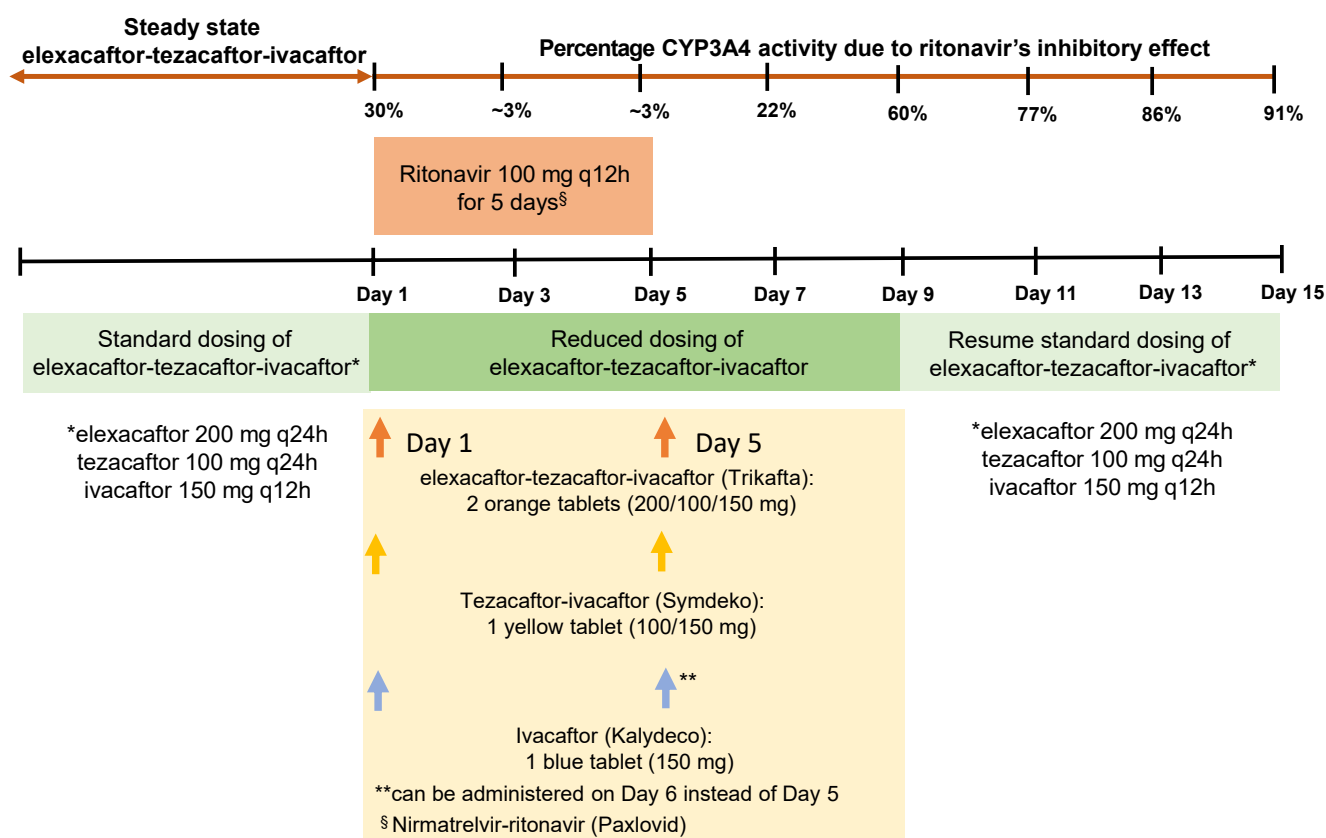 Steady state
elexacaftor-tezacaftor-ivacaftor
Percentage CYP3A4 activity due to ritonavir's inhibitory effect
30% ~3% ~3% 22% 60% 77% 86% 91%
Ritonavir 100 mg q12h
for 5 days§
Day 1 Day 3 Day 5 Day 7 Day 9 Day 11 Day 13 Day 15
Standard dosing of
elexacaftor-tezacaftor-ivacaftor*
Reduced dosing of
elexacaftor-tezacaftor-ivacaftor
Resume standard dosing of
elexacaftor-tezacaftor-ivacaftor*
*elexacaftor 200 mg q24h
tezacaftor 100 mg q24h
ivacaftor 150 mg q12h
Day 1 Day 5
elexacaftor-tezacaftor-ivacaftor (Trikafta):
2 orange tablets (200/100/150 mg)
Tezacaftor-ivacaftor (Symdeko):
1 yellow tablet (100/150 mg)
**
Ivacaftor (Kalydeco):
1 blue tablet (150 mg)
**can be administered on Day 6 instead of Day 5
§ Nirmatrelvir-ritonavir (Paxlovid)
*elexacaftor 200 mg q24h
tezacaftor 100 mg q24h
ivacaftor 150 mg q12h